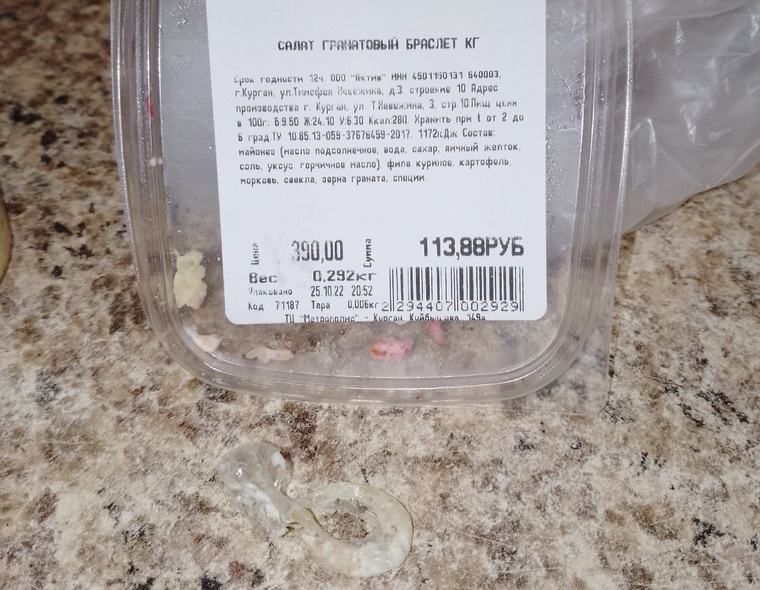 САЛАТ ГРАНАТОВЫЙ БРАСЛЕТ КГ
Срок годности 12ч. ООО "Актив" ИНН 4501190131 640003,
г.Курган, ул.Тимофея Невежина, д.3 строение 10 Адрес
производства г. Курган, ул. Т.Невежина, 3, стр.10.Пищ ценн
в 100г: Б:9.50 Ж:24.10 У:6.30 Ккал:280. Хранить при t от 2 до
6 град.ТУ 10.85.13-059-37676459-2017. 1172кДж Состав:
майонез (масло подсолнечное, вода, сахар, яичный желток,
соль, уксус, горчичное масло), филе куриное, картофель,
морковь, свекла, зерна граната, специи.
Цена 390,00 Сумма 113,88РУБ
Вес 0,292кг
Упаковано 25.10.22 20:52
Код 71187 Тара 0,006кг 2 294407 002929
ТЦ "Метрополис" - Курган, Куйбышева, 149а